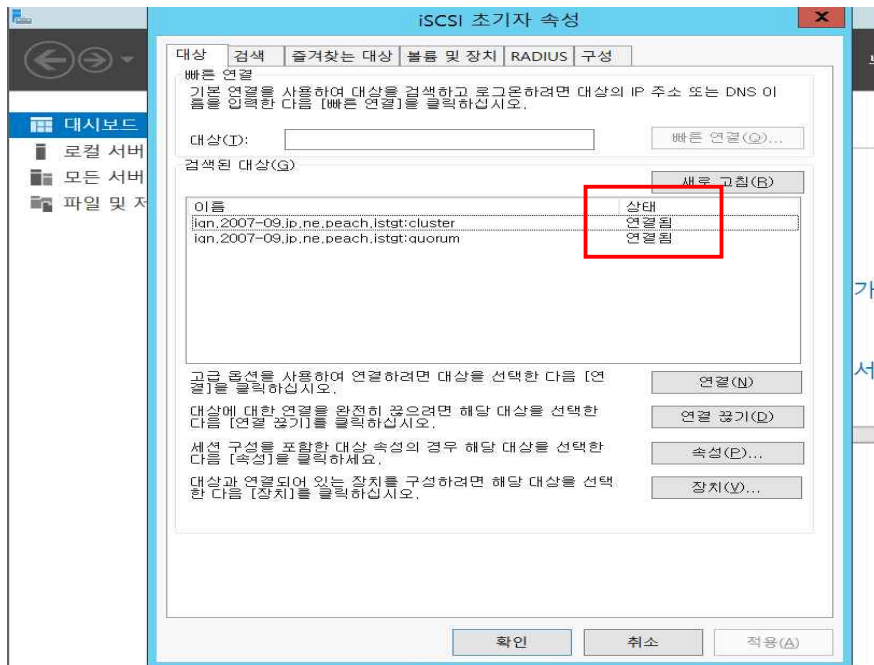 iSCSI 초기자 속성
x
대상 검색 즐겨찾는 대상 볼륨 및 장치 RADIUS 구성
빠른 연결
기본 연결을 사용하여 대상을 검색하고 로그온하려면 대상의 IP 주소 또는 DNS 이
름을 입력한 다음 [빠른 연결]을 클릭하십시오.
대상(T):
빠른 연결(Q)...
검색된 대상(G)
새로 고침(R)
이름 상태
iqn.2007-09.jp.ne.peach.istgt:cluster 연결됨
iqn.2007-09.jp.ne.peach.istgt:quorum 연결됨
고급 옵션을 사용하여 연결하려면 대상을 선택한 다음 [연
결]을 클릭하십시오.
연결(N)
대상에 대한 연결을 완전히 끊으려면 해당 대상을 선택한
다음 [연결 끊기]를 클릭하십시오.
연결 끊기(D)
세션 구성을 포함한 대상 속성의 경우 해당 대상을 선택한
다음 [속성]을 클릭하세요.
속성(P)...
대상과 연결되어 있는 장치를 구성하려면 해당 대상을 선택
한 다음 [장치]를 클릭하십시오.
장치(V)...
확인 취소 적용(A)
대시보드
로컬 서버
모든 서버
파일 및 저
가
서